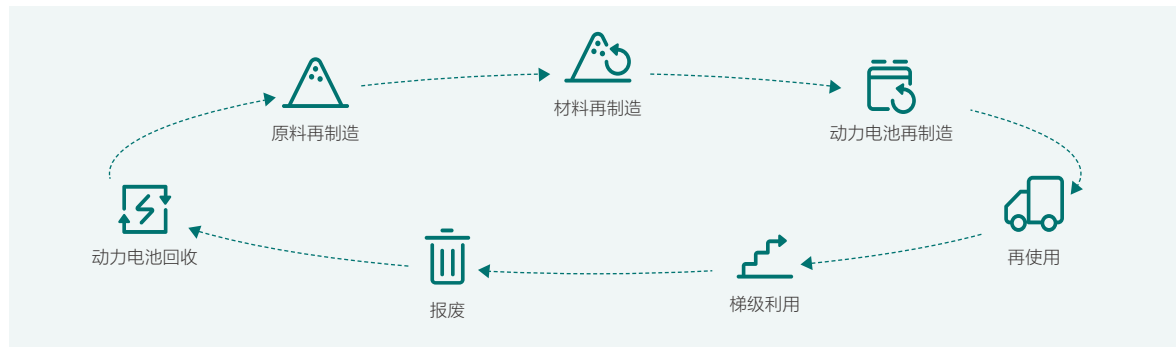 原料再制造
材料再制造
动力电池再制造
再使用
梯级利用
报废
动力电池回收